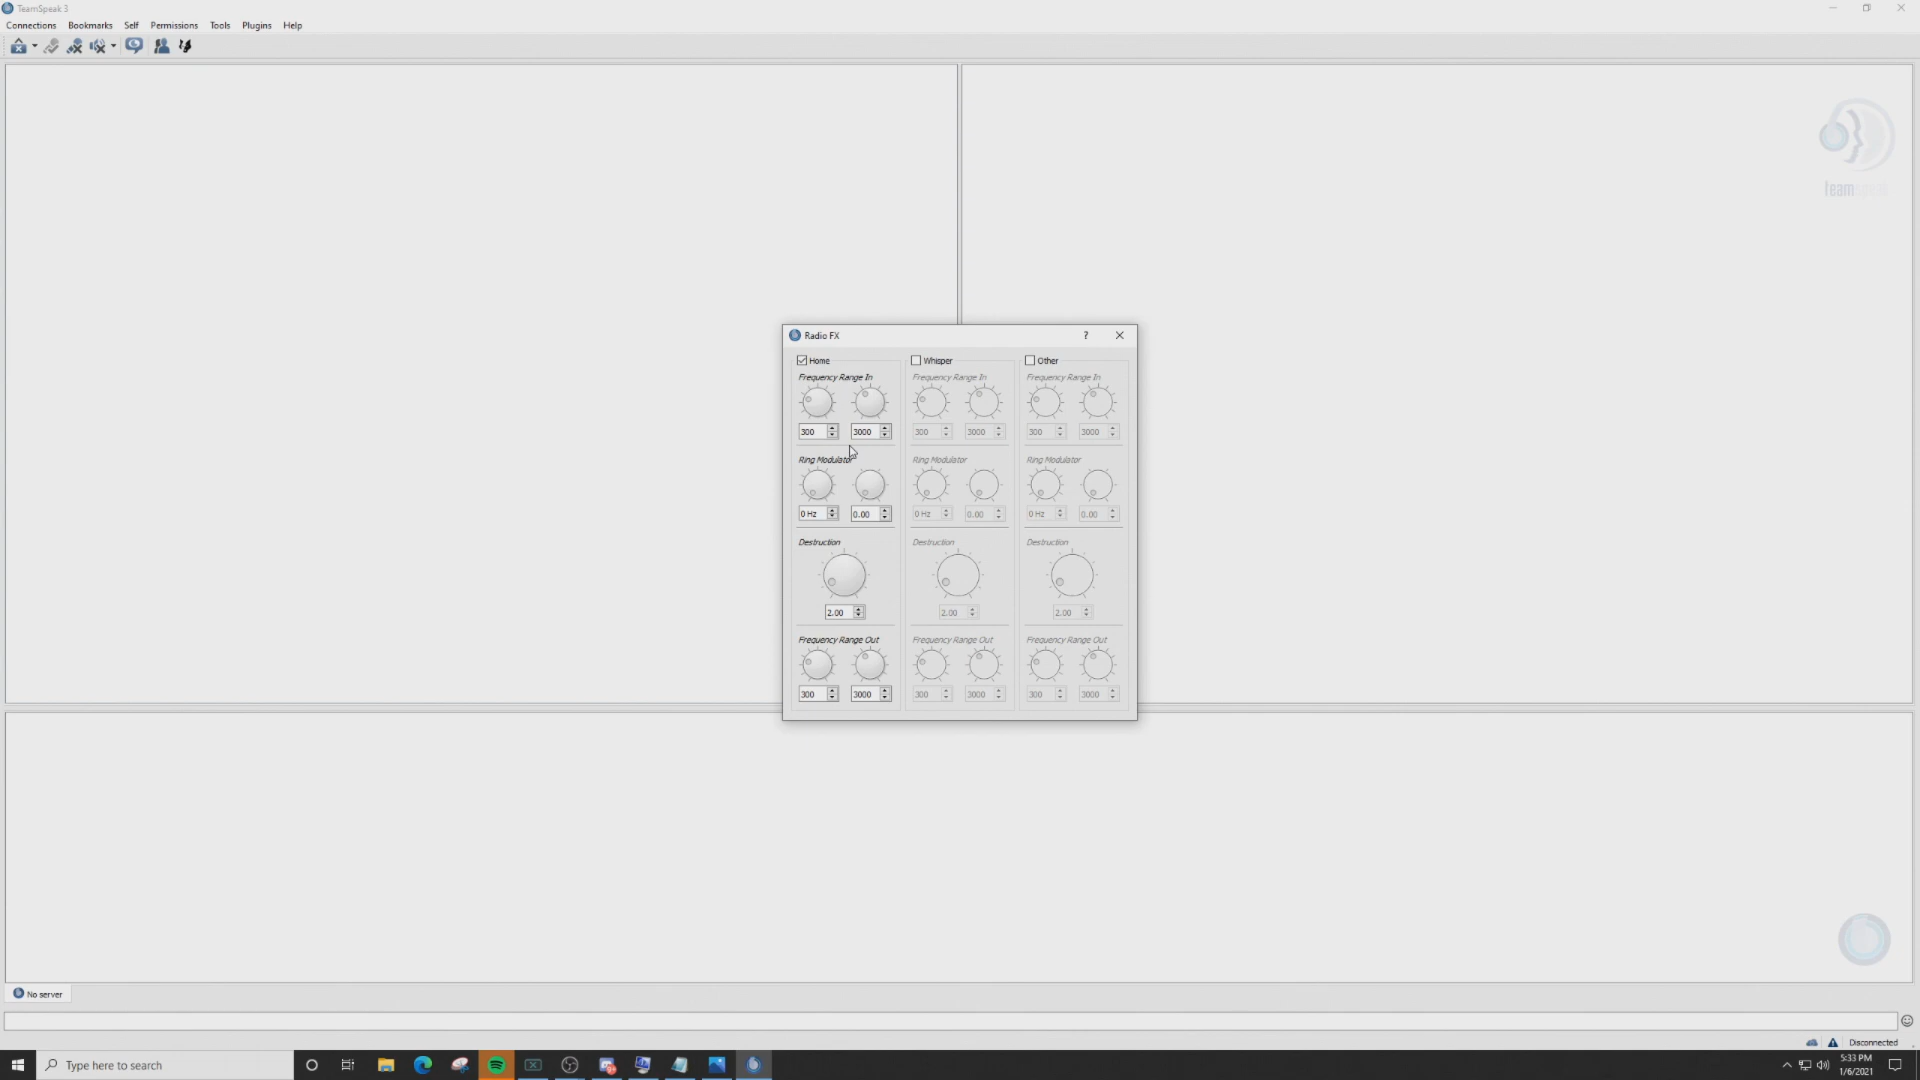 TeamSpeak 3
Connections Bookmarks Self Permissions Tools Plugins Help
Radio FX ?
Home Whisper Other
Frequency Range In Frequency Range In Frequency Range In
300 3000 300 3000 300 3000
Ring Modulator Ring Modulator Ring Modulator
0 Hz 0.00 0 Hz 0.00 0 Hz 0.00
Destruction Destruction Destruction
2.00 2.00 2.00
Frequency Range Out Frequency Range Out Frequency Range Out
300 3000 300 3000 300 3000
No server
Disconnected
Type here to search
5:33 PM
1/6/2021